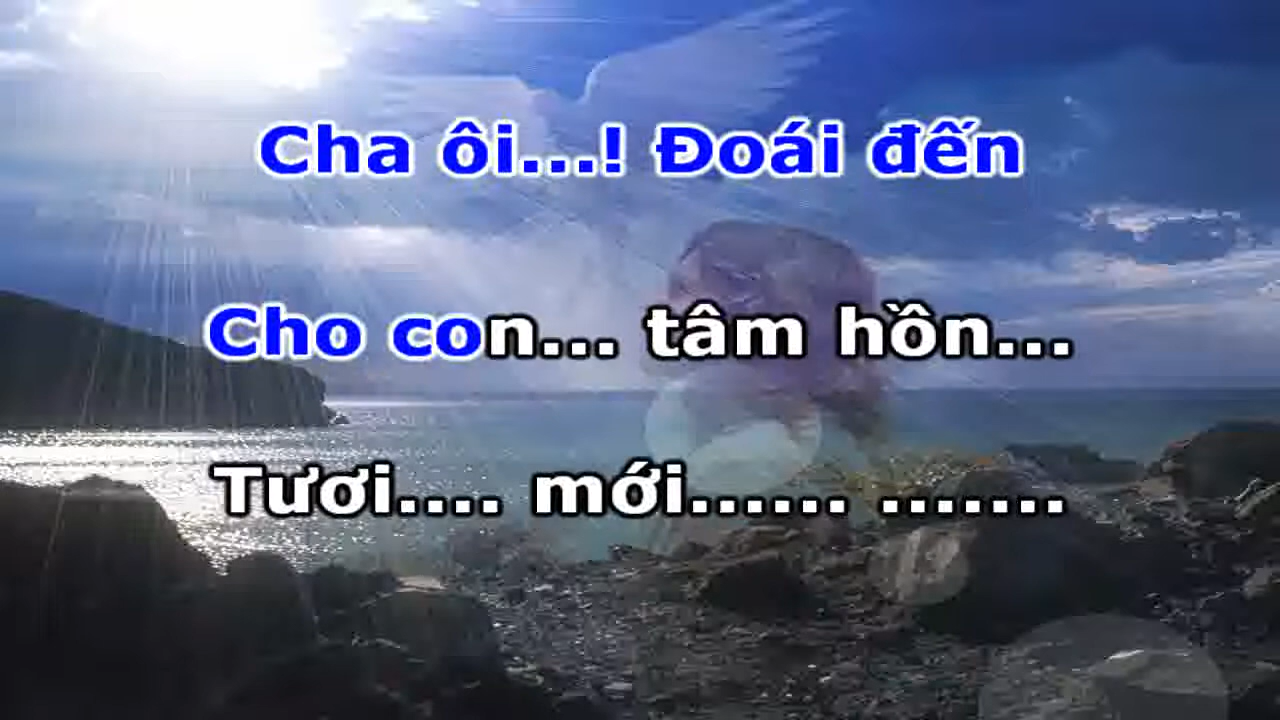 Cha ôi...! Đoái đến
Cho con... tâm hồn...
Tươi.... mới...... .......